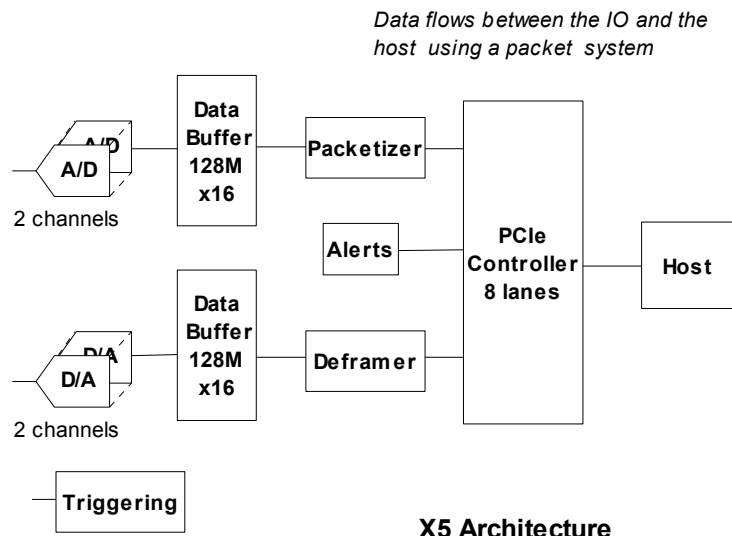 Data flows between the IO and the
host using a packet system
A/D
A/D
2 channels
Data
Buffer
128M
x16
Packetizer
Alerts
PCIe
Controller
8 lanes
Host
D/A
D/A
2 channels
Data
Buffer
128M
x16
Deframer
Triggering
X5 Architecture